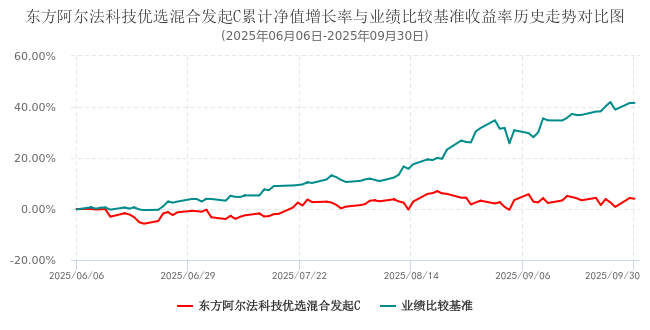 东方阿尔法科技优选混合发起C累计净值增长率与业绩比较基准收益率历史走势对比图
(2025年06月06日-2025年09月30日)
60.00%
40.00%
20.00%
0.00%
-20.00%
2025/06/06 2025/06/29 2025/07/22 2025/08/14 2025/09/06 2025/09/30
东方阿尔法科技优选混合发起C 业绩比较基准